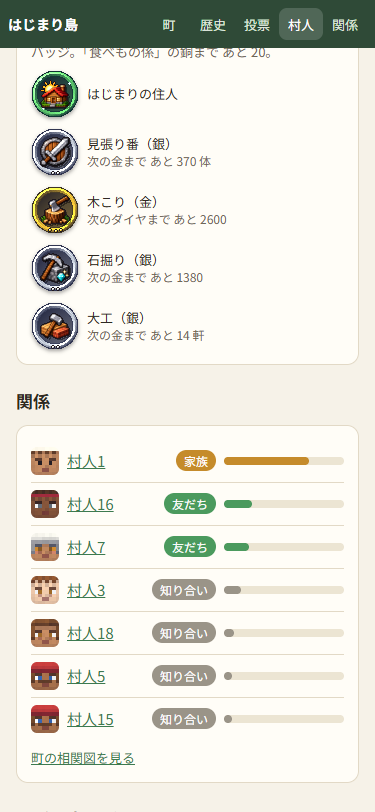 はじまり島
町 歴史 投票 村人 関係
バッジ。「食べもの係」の銅まで あと 20。
はじまりの住人
見張り番（銀）
次の金まで あと 370 体
木こり（金）
次のダイヤまで あと 2600
石掘り（銀）
次の金まで あと 1380
大工（銀）
次の金まで あと 14 軒
関係
村人1 家族
村人16 友だち
村人7 友だち
村人3 知り合い
村人18 知り合い
村人5 知り合い
村人15 知り合い
町の相関図を見る